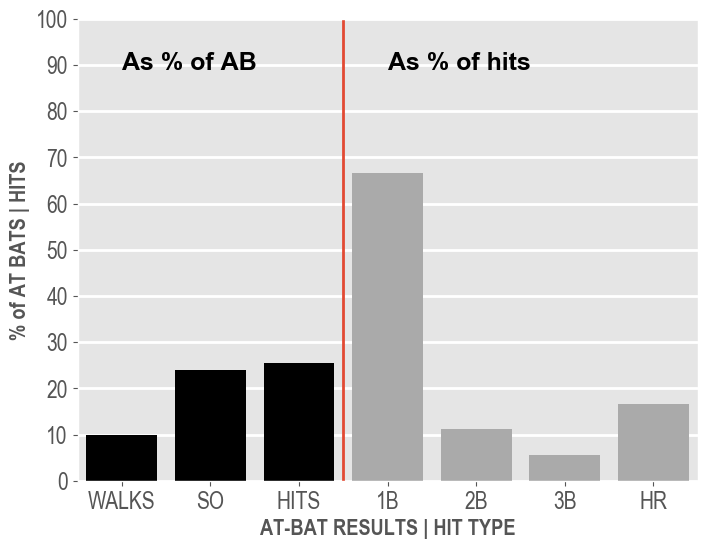 As % of AB
As % of hits
100
90
80
70
60
50
40
30
20
10
0
% of AT BATS | HITS
WALKS SO HITS 1B 2B 3B HR
AT-BAT RESULTS | HIT TYPE